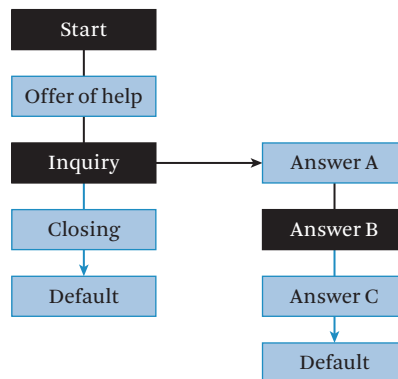 Start
Offer of help
Inquiry
Closing
Default
Answer A
Answer B
Answer C
Default